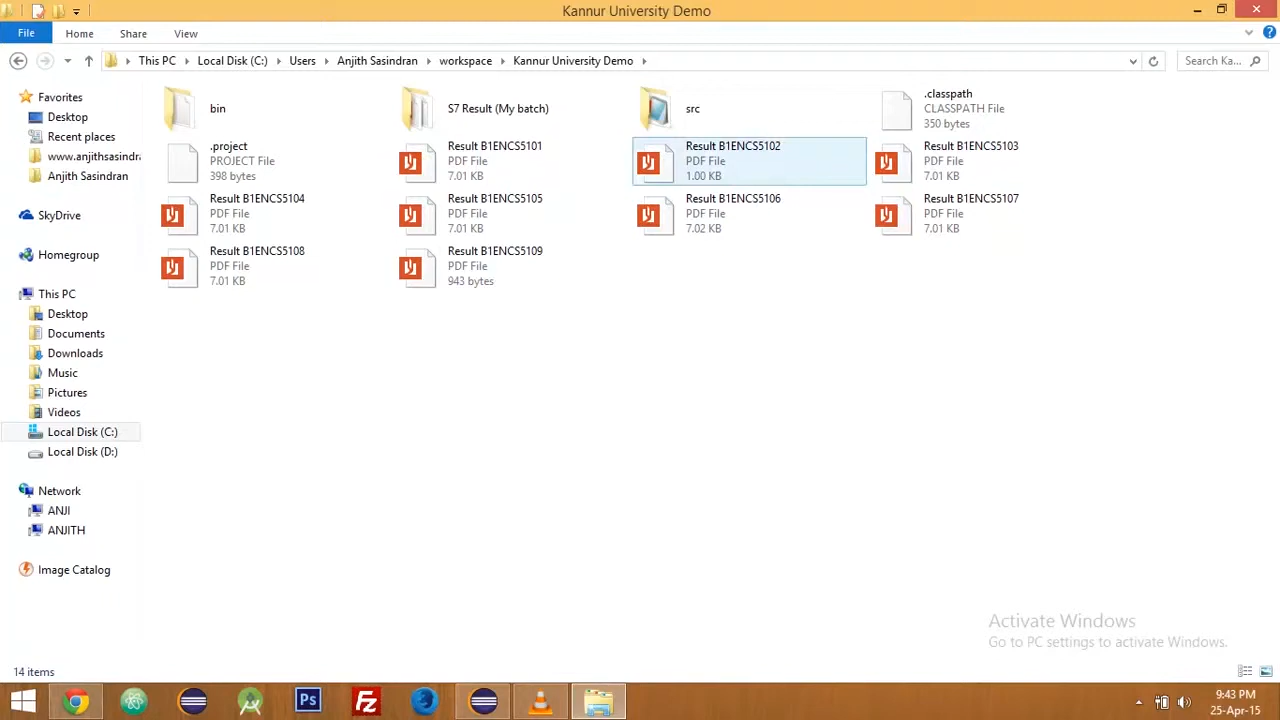 Kannur University Demo
File
Home
Share
View
This PC
Local Disk (C:)
Users
Anjith Sasindran
workspace
Kannur University Demo
Search Ka...
Favorites
Desktop
Recent places
www.anjithsasindra
Anjith Sasindran
SkyDrive
Homegroup
This PC
Desktop
Documents
Downloads
Music
Pictures
Videos
Local Disk (C:)
Local Disk (D:)
Network
ANJI
ANJITH
Image Catalog
bin
S7 Result (My batch)
src
.classpath
CLASSPATH File
350 bytes
.project
PROJECT File
398 bytes
Result B1ENCS5101
PDF File
7.01 KB
Result B1ENCS5102
PDF File
1.00 KB
Result B1ENCS5103
PDF File
7.01 KB
Result B1ENCS5104
PDF File
7.01 KB
Result B1ENCS5105
PDF File
7.01 KB
Result B1ENCS5106
PDF File
7.02 KB
Result B1ENCS5107
PDF File
7.01 KB
Result B1ENCS5108
PDF File
7.01 KB
Result B1ENCS5109
PDF File
943 bytes
Activate Windows
Go to PC settings to activate Windows.
14 items
Ps
Fz
9:43 PM
25-Apr-15